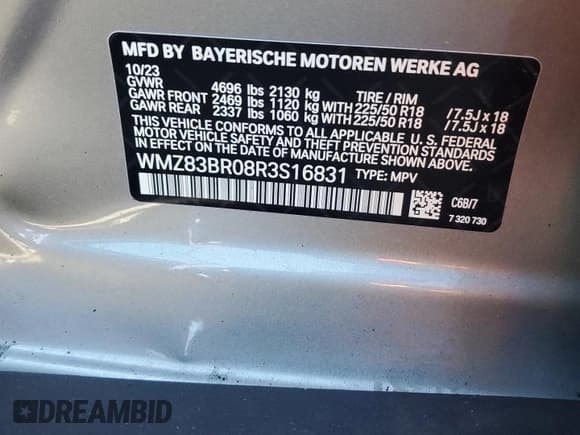 MFD BY BAYERISCHE MOTOREN WERKE AG
10/23
GVWR 4696 lbs 2130 kg TIRE / RIM
GAWR FRONT 2469 lbs 1120 kg WITH 225/50 R18 / 7.5J x 18
GAWR REAR 2337 lbs 1060 kg WITH 225/50 R18 / 7.5J x 18
THIS VEHICLE CONFORMS TO ALL APPLICABLE U.S. FEDERAL
MOTOR VEHICLE SAFETY AND THEFT PREVENTION STANDARDS
IN EFFECT ON THE DATE OF MANUFACTURE SHOWN ABOVE.
WMZ83BR08R3S16831 TYPE: MPV
C6B/7
7 320 730
DREAMBID